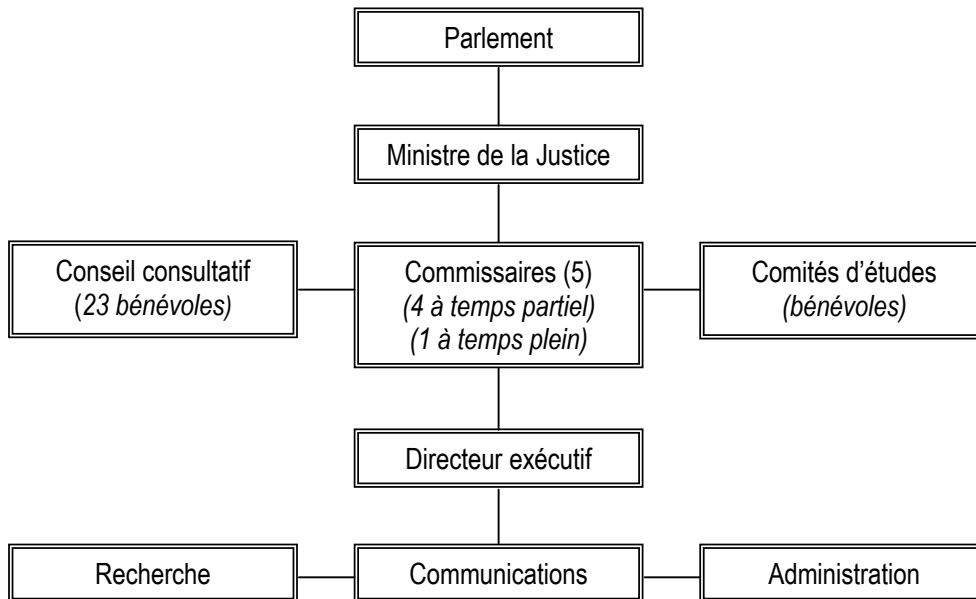 Parlement
Ministre de la Justice
Conseil consultatif
(23 bénévoles)
Commissaires (5)
(4 à temps partiel)
(1 à temps plein)
Comités d’études
(bénévoles)
Directeur exécutif
Recherche
Communications
Administration